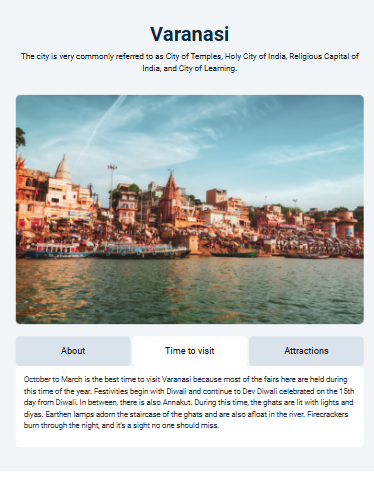 Varanasi
The city is very commonly referred to as City of Temples, Holy City of India, Religious Capital of
India, and City of Learning.
About
Time to visit
Attractions
October to March is the best time to visit Varanasi because most of the fairs here are held during
this time of the year. Festivities begin with Diwali and continue to Dev Diwali celebrated on the 15th
day from Diwali. In between, there is also Annakut. During this time, the ghats are lit with lights and
diyas. Earthen lamps adorn the staircase of the ghats and are also afloat in the river. Firecrackers
burn through the night, and it's a sight no one should miss.